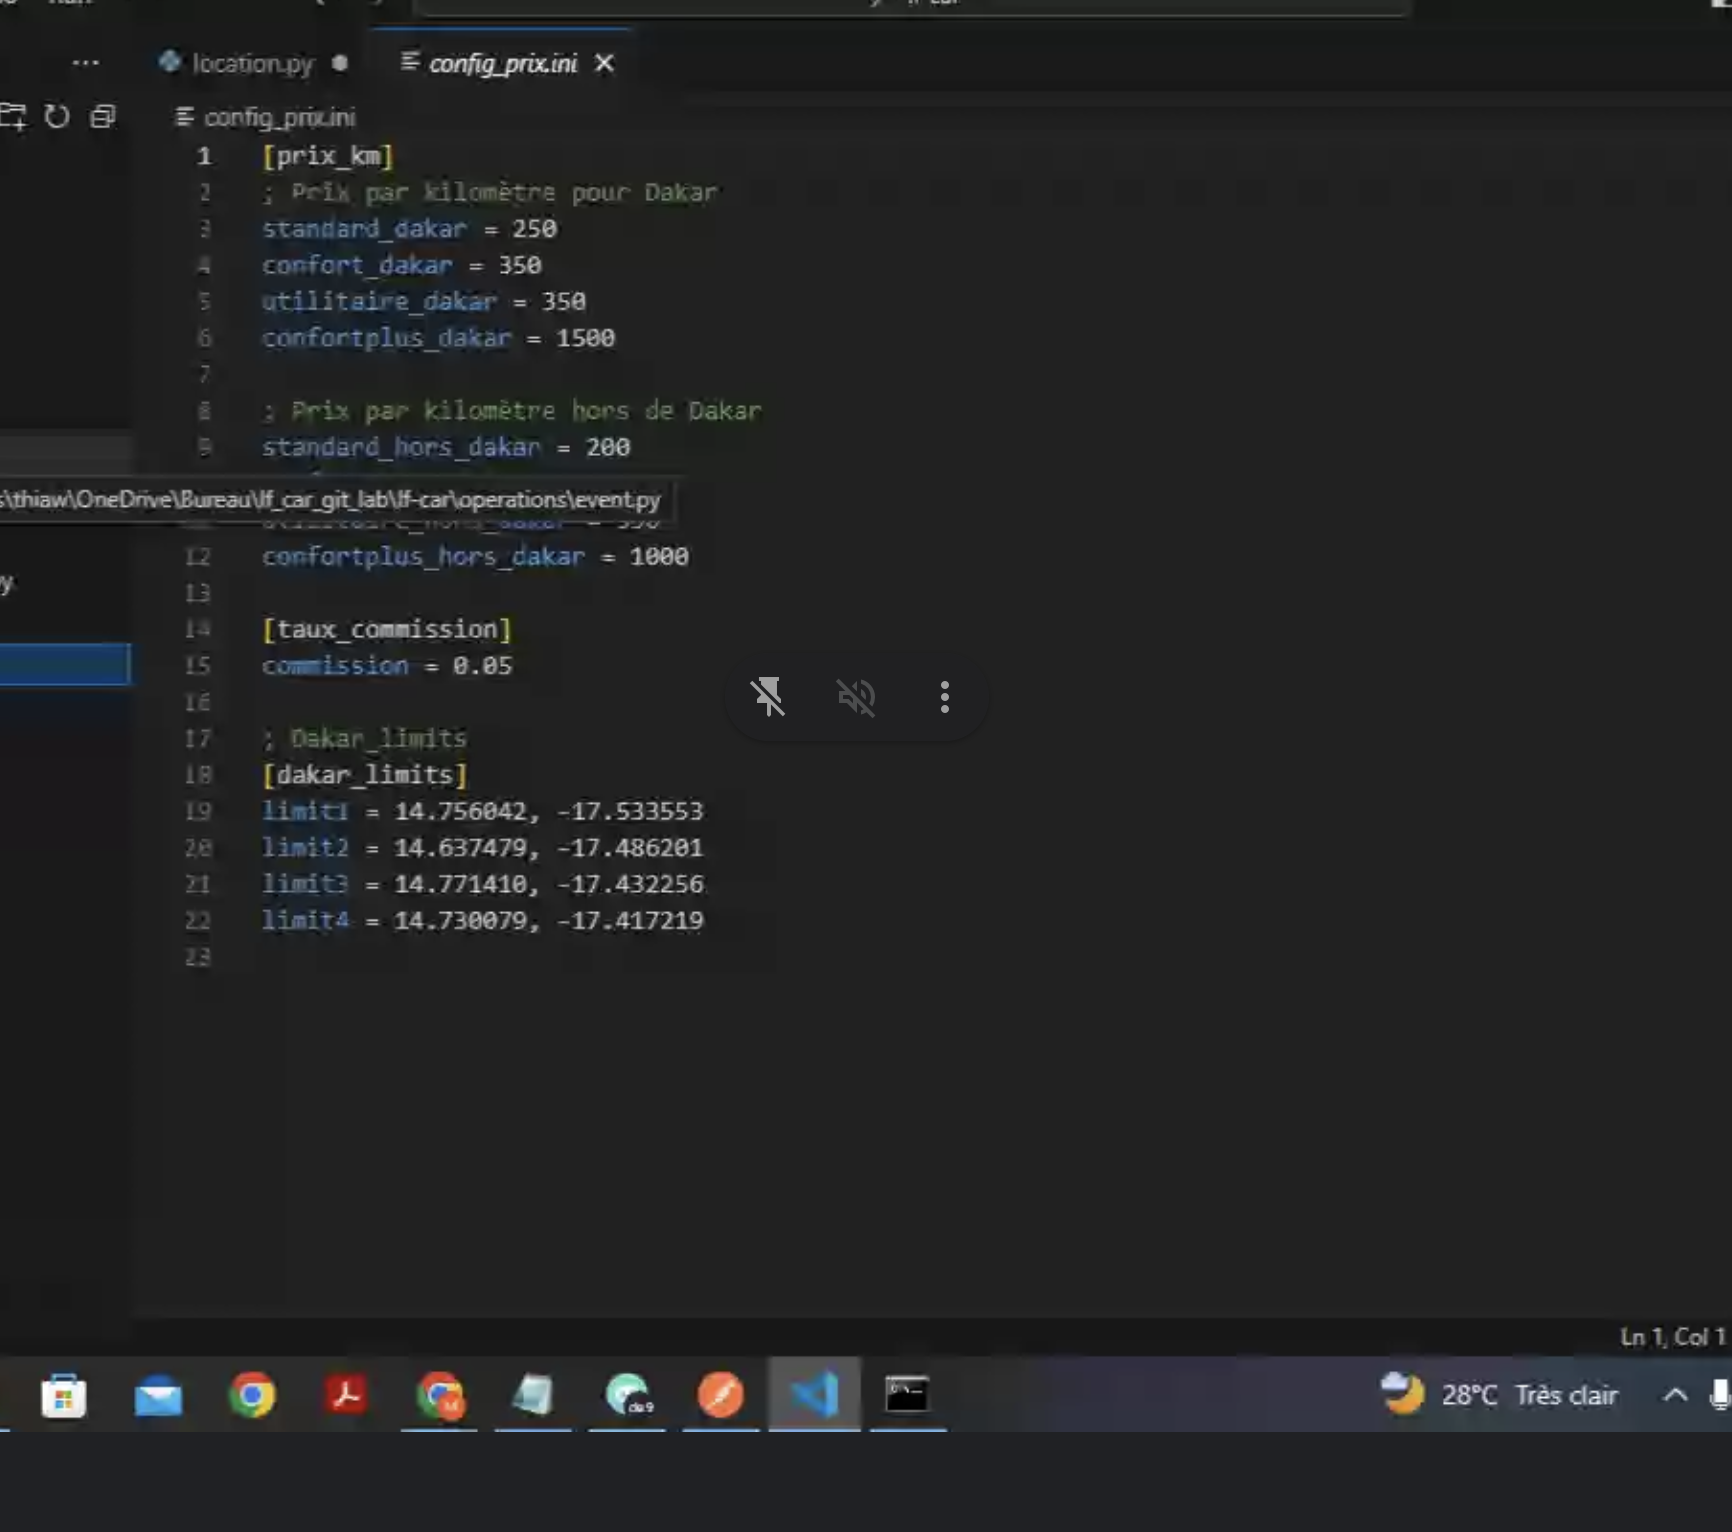 location.py
config_prix.ini
config_prix.ini
1 [prix_km]
2 ; Prix par kilomètre pour Dakar
3 standard_dakar = 250
4 confort_dakar = 350
5 utilitaire_dakar = 350
6 confortplus_dakar = 1500
7
8 ; Prix par kilomètre hors de Dakar
9 standard_hors_dakar = 200
s\thiaw\OneDrive\Bureau\lf_car_git_lab\lf-car\operations\event.py
utilitaire_hors_dakar = 350
12 confortplus_hors_dakar = 1000
y
13
14 [taux_commission]
15 commission = 0.05
16
17 ; Dakar_limits
18 [dakar_limits]
19 limit1 = 14.756042, -17.533553
20 limit2 = 14.637479, -17.486201
21 limit3 = 14.771410, -17.432256
22 limit4 = 14.730079, -17.417219
23
Ln 1, Col 1
28°C Très clair